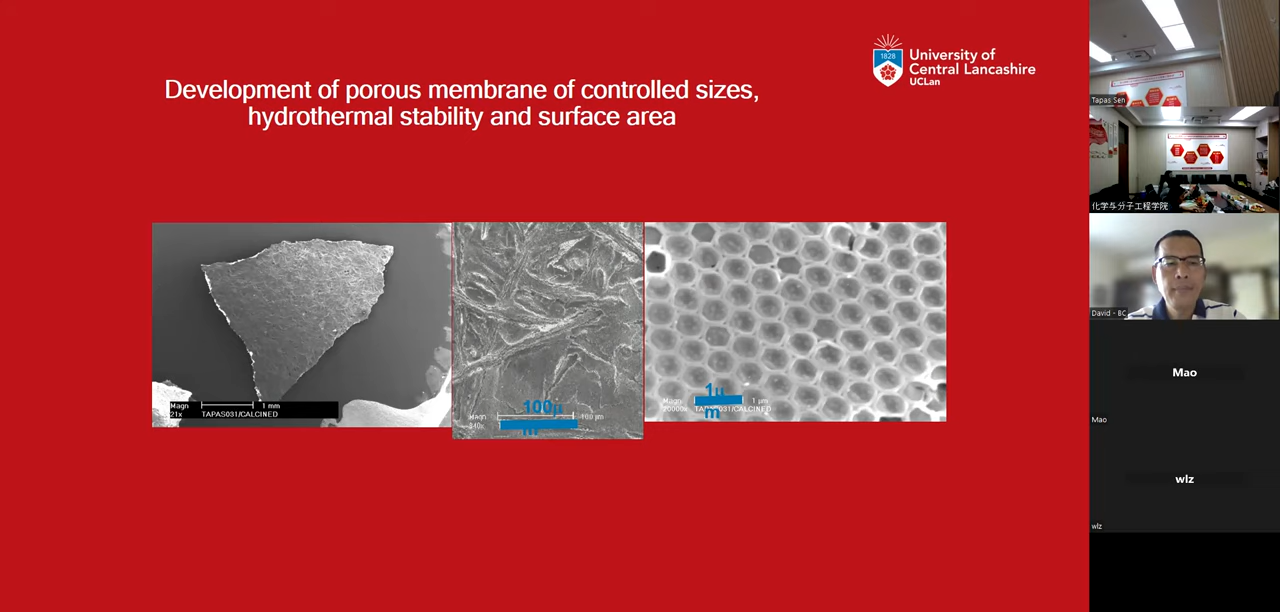 1828
University of
Central Lancashire
UCLan
Development of porous membrane of controlled sizes,
hydrothermal stability and surface area
Magn
21x
1 mm
TAPAS031/CALCINED
100µ
m
Magn
240x
100 µm
1µ
m
Magn
20000x
1 µm
TAPAS031/CALCINED
Tapas Sen
化学与分子工程学院
David - BC
Mao
Mao
wlz
wlz